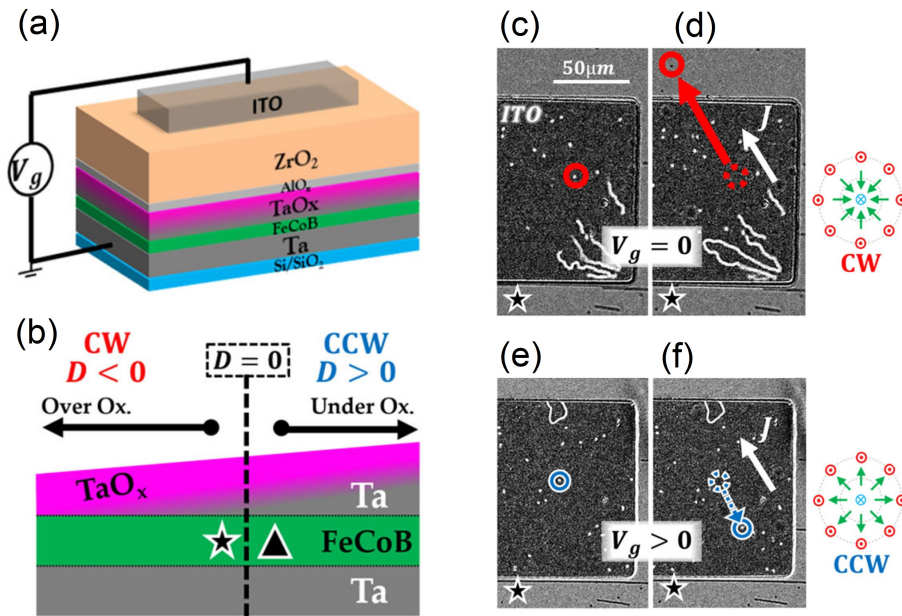 (a)
V_g
ITO
ZrO₂
AlOₓ
TaOx
FeCoB
Ta
Si/SiO₂
(b)
CW
D < 0
D = 0
CCW
D > 0
Over Ox.
Under Ox.
TaOₓ
Ta
FeCoB
Ta
(c)
(d)
50μm
ITO
J
V_g = 0
CW
(e)
(f)
J
V_g > 0
CCW